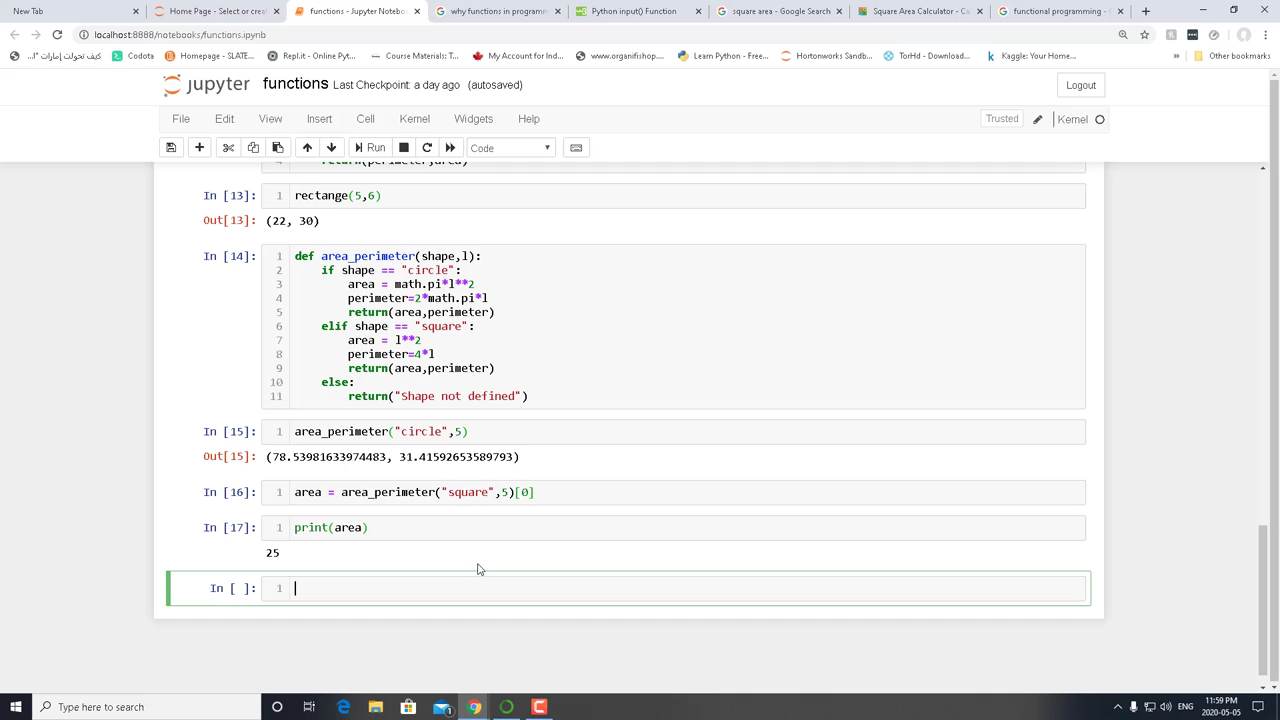 New Tab
Home Page - Select or creat
functions - Jupyter Notebook
why functions in programm
Python input() Function
square area - Google Search
Square Area Calculator - Ca
functional programming - G
localhost:8888/notebooks/functions.ipynb
كيف تحولت إمارات "ا...
Codota
Homepage - SLATE...
Repl.it - Online Pyt...
Course Materials: T...
My Account for Ind...
www.organifishop....
Learn Python - Free...
Hortonworks Sandb...
TorHd - Download...
Kaggle: Your Home...
»
Other bookmarks
jupyter functions Last Checkpoint: a day ago (autosaved)
Logout
File Edit View Insert Cell Kernel Widgets Help
Trusted
Kernel
Run
Code
4 return(perimeter,area)
In [13]: 1 rectange(5,6)
Out[13]: (22, 30)
In [14]: 1 def area_perimeter(shape,l):
2 if shape == "circle":
3 area = math.pi*l**2
4 perimeter=2*math.pi*l
5 return(area,perimeter)
6 elif shape == "square":
7 area = l**2
8 perimeter=4*l
9 return(area,perimeter)
10 else:
11 return("Shape not defined")
In [15]: 1 area_perimeter("circle",5)
Out[15]: (78.53981633974483, 31.41592653589793)
In [16]: 1 area = area_perimeter("square",5)[0]
In [17]: 1 print(area)
25
In [ ]: 1
Type here to search
ENG
11:59 PM
2020-05-05